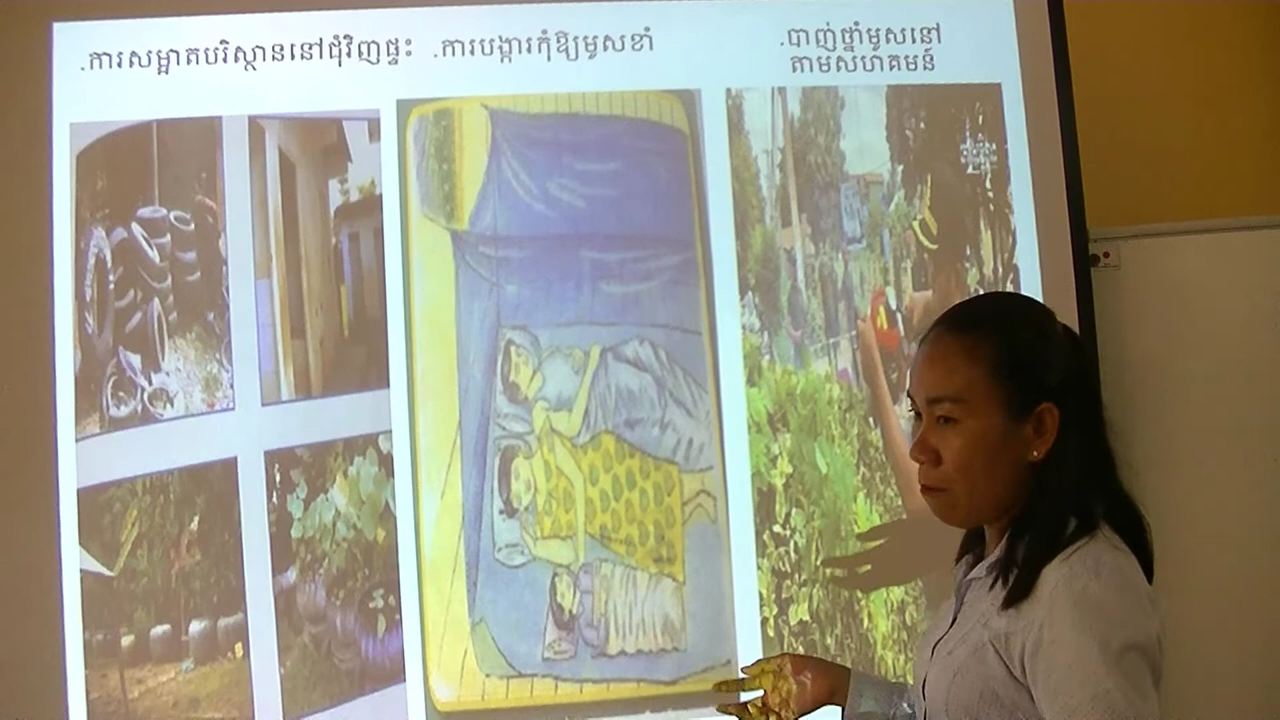 .ការសម្អាតបរិស្ថាននៅជុំវិញផ្ទះ
.ការបង្ការកុំឱ្យមូសខាំ
.បាញ់ថ្នាំមូសនៅ
តាមសហគមន៍